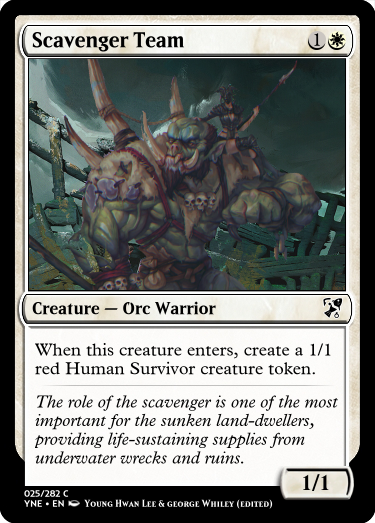 Scavenger Team 1
Creature — Orc Warrior
When this creature enters, create a 1/1
red Human Survivor creature token.
The role of the scavenger is one of the most
important for the sunken land-dwellers,
providing life-sustaining supplies from
underwater wrecks and ruins.
1/1
025/282 C
YNE • EN Young Hwan Lee & george Whiley (edited)